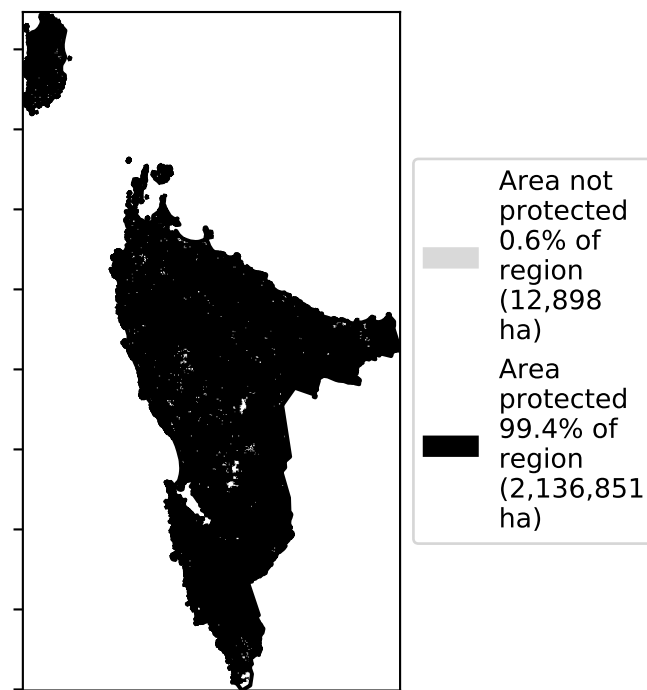 Area not
protected
0.6% of
region
(12,898
ha)
Area
protected
99.4% of
region
(2,136,851
ha)